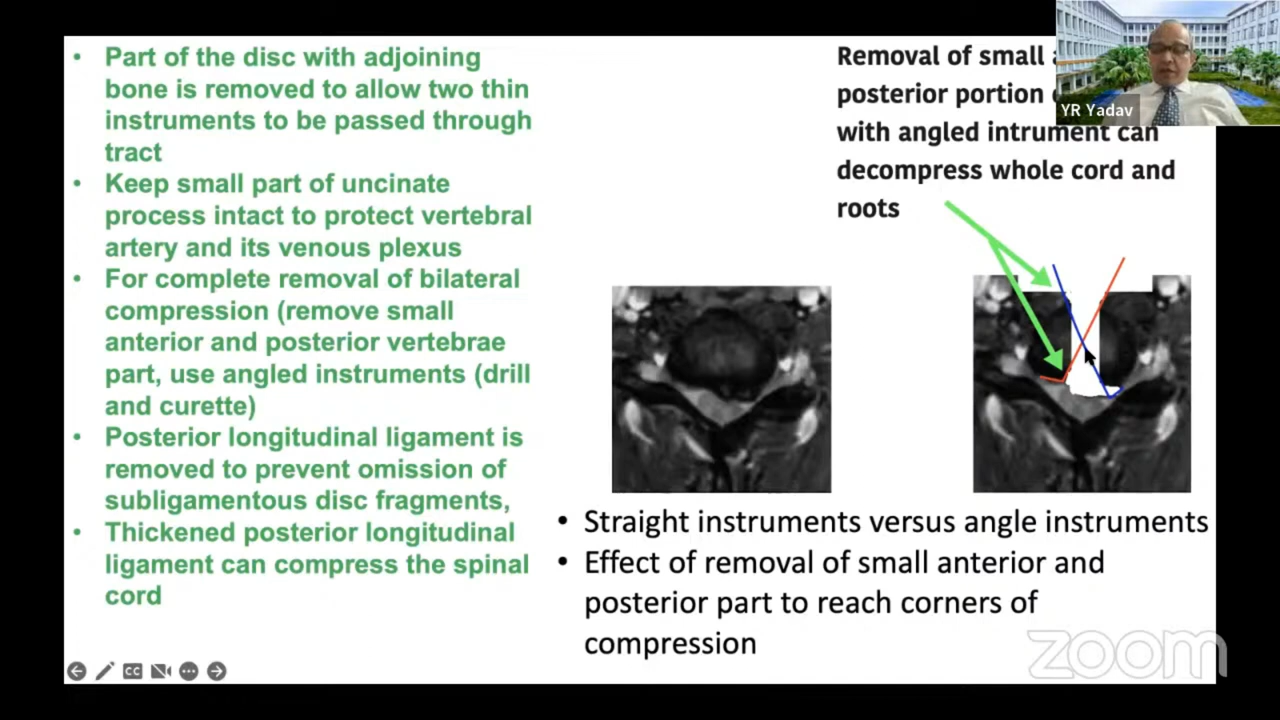 • Part of the disc with adjoining
bone is removed to allow two thin
instruments to be passed through
tract
• Keep small part of uncinate
process intact to protect vertebral
artery and its venous plexus
• For complete removal of bilateral
compression (remove small
anterior and posterior vertebrae
part, use angled instruments (drill
and curette)
• Posterior longitudinal ligament is
removed to prevent omission of
subligamentous disc fragments,
• Thickened posterior longitudinal
ligament can compress the spinal
cord
Removal of small
posterior portion
with angled intrument can
decompress whole cord and
roots
YR Yadav
• Straight instruments versus angle instruments
• Effect of removal of small anterior and
posterior part to reach corners of
compression
CC
zoom